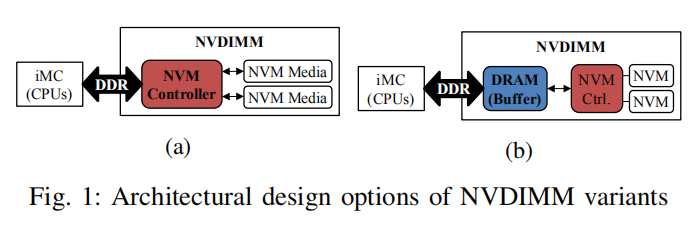 NVDIMM
iMC
(CPUs)
DDR
NVM
Controller
NVM Media
NVM Media
(a)
NVDIMM
iMC
(CPUs)
DDR
DRAM
(Buffer)
NVM
Ctrl.
NVM
NVM
(b)
Fig. 1: Architectural design options of NVDIMM variants